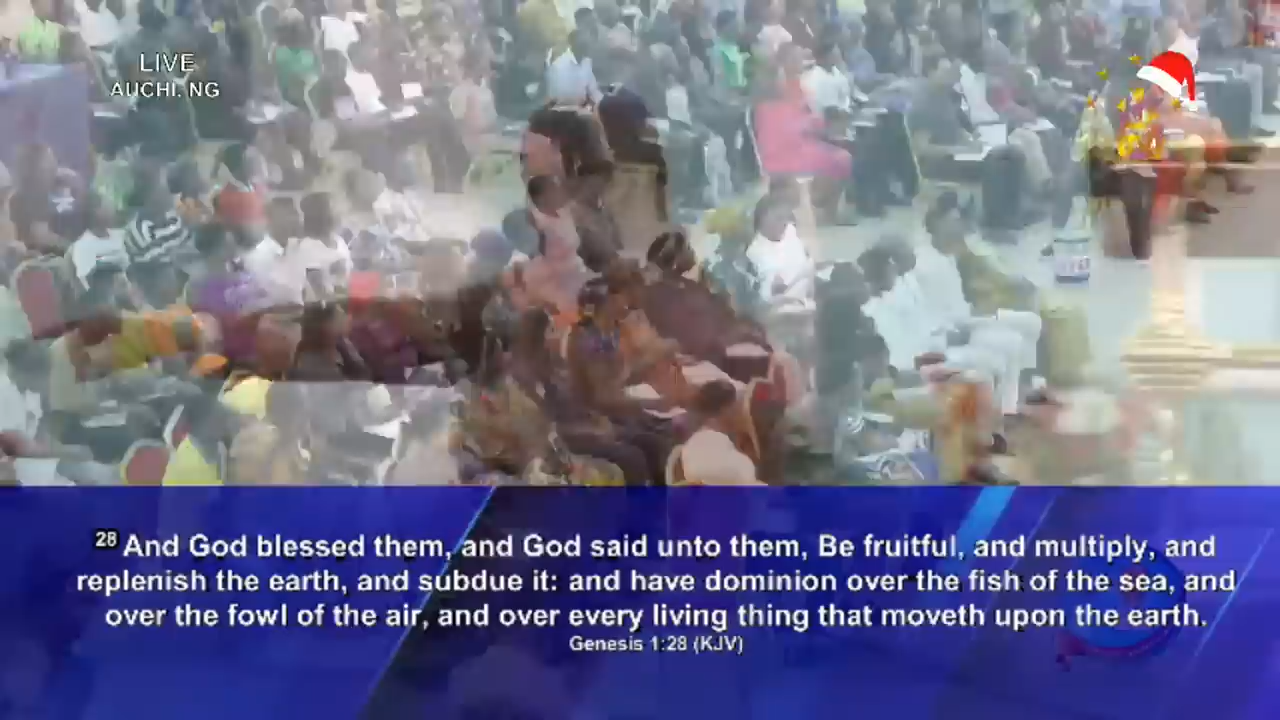 LIVE
AUCHI, NG
28 And God blessed them, and God said unto them, Be fruitful, and multiply, and
replenish the earth, and subdue it: and have dominion over the fish of the sea, and
over the fowl of the air, and over every living thing that moveth upon the earth.
Genesis 1:28 (KJV)